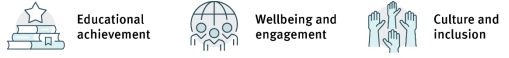 Educational
achievement
Wellbeing and
engagement
Culture and
inclusion